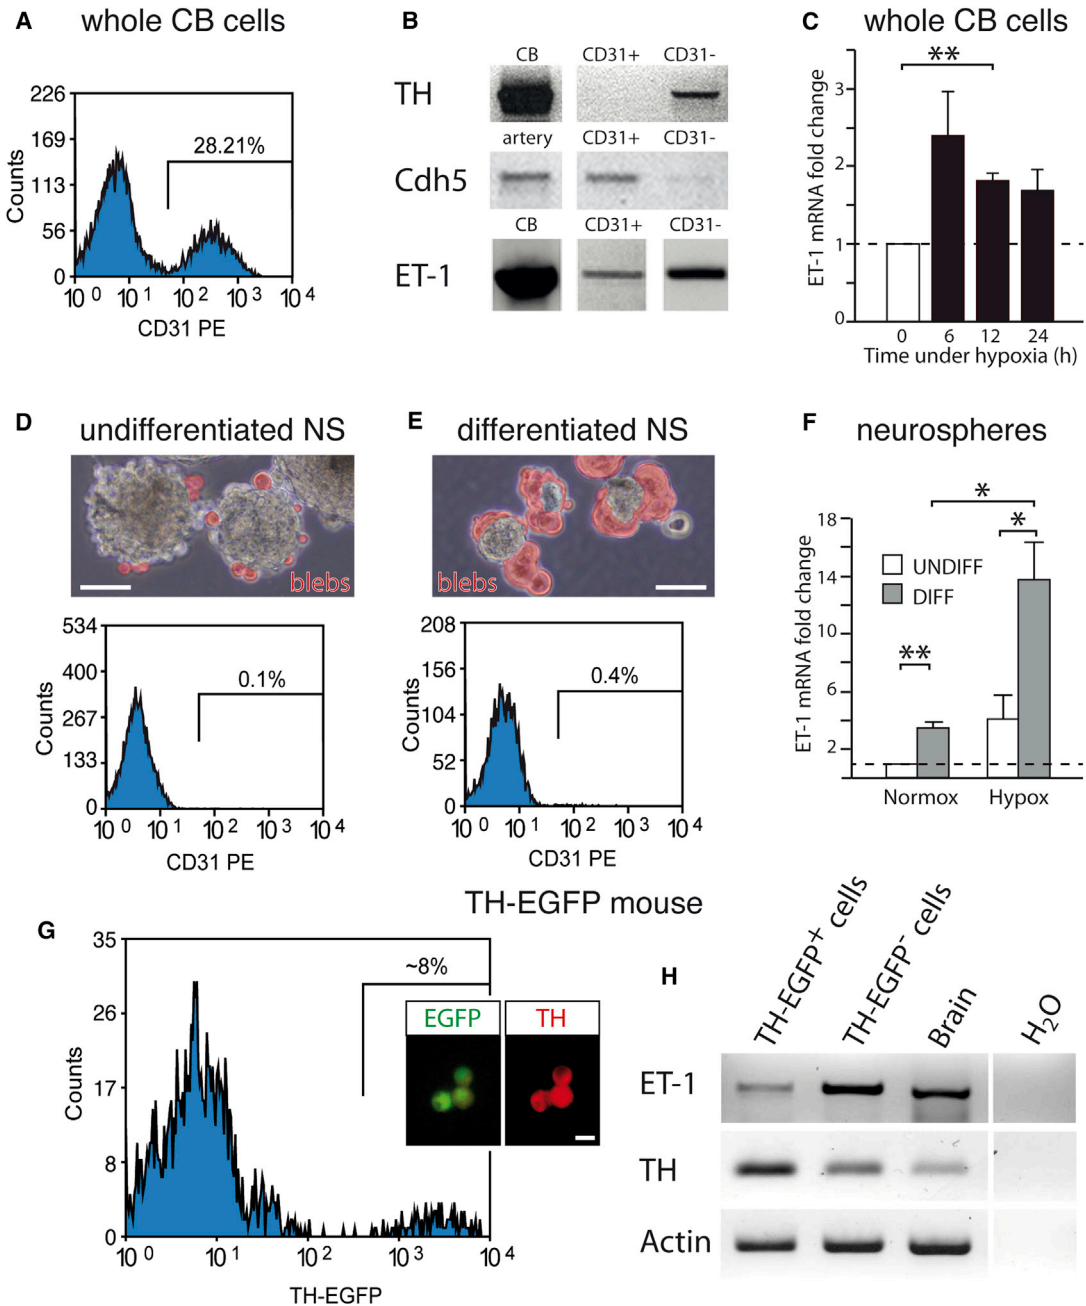 A whole CB cells
226
169
113
56
0
Counts
28.21%
10 0 10 1 10 2 10 3 10 4
CD31 PE
B
CB CD31+ CD31-
TH
artery CD31+ CD31-
Cdh5
CB CD31+ CD31-
ET-1
C whole CB cells
ET-1 mRNA fold change
3
2
1
0
**
0 6 12 24
Time under hypoxia (h)
D undifferentiated NS
blebs
534
400
267
133
0
Counts
0.1%
10 0 10 1 10 2 10 3 10 4
CD31 PE
E differentiated NS
blebs
208
156
104
52
0
Counts
0.4%
10 0 10 1 10 2 10 3 10 4
CD31 PE
F neurospheres
ET-1 mRNA fold change
18
14
10
6
2
*
*
**
UNDIFF
DIFF
Normox Hypox
TH-EGFP mouse
G
35
26
17
8
0
Counts
~8%
EGFP TH
10 0 10 1 10 2 10 3 10 4
TH-EGFP
H
TH-EGFP+ cells
TH-EGFP- cells
Brain
H2O
ET-1
TH
Actin